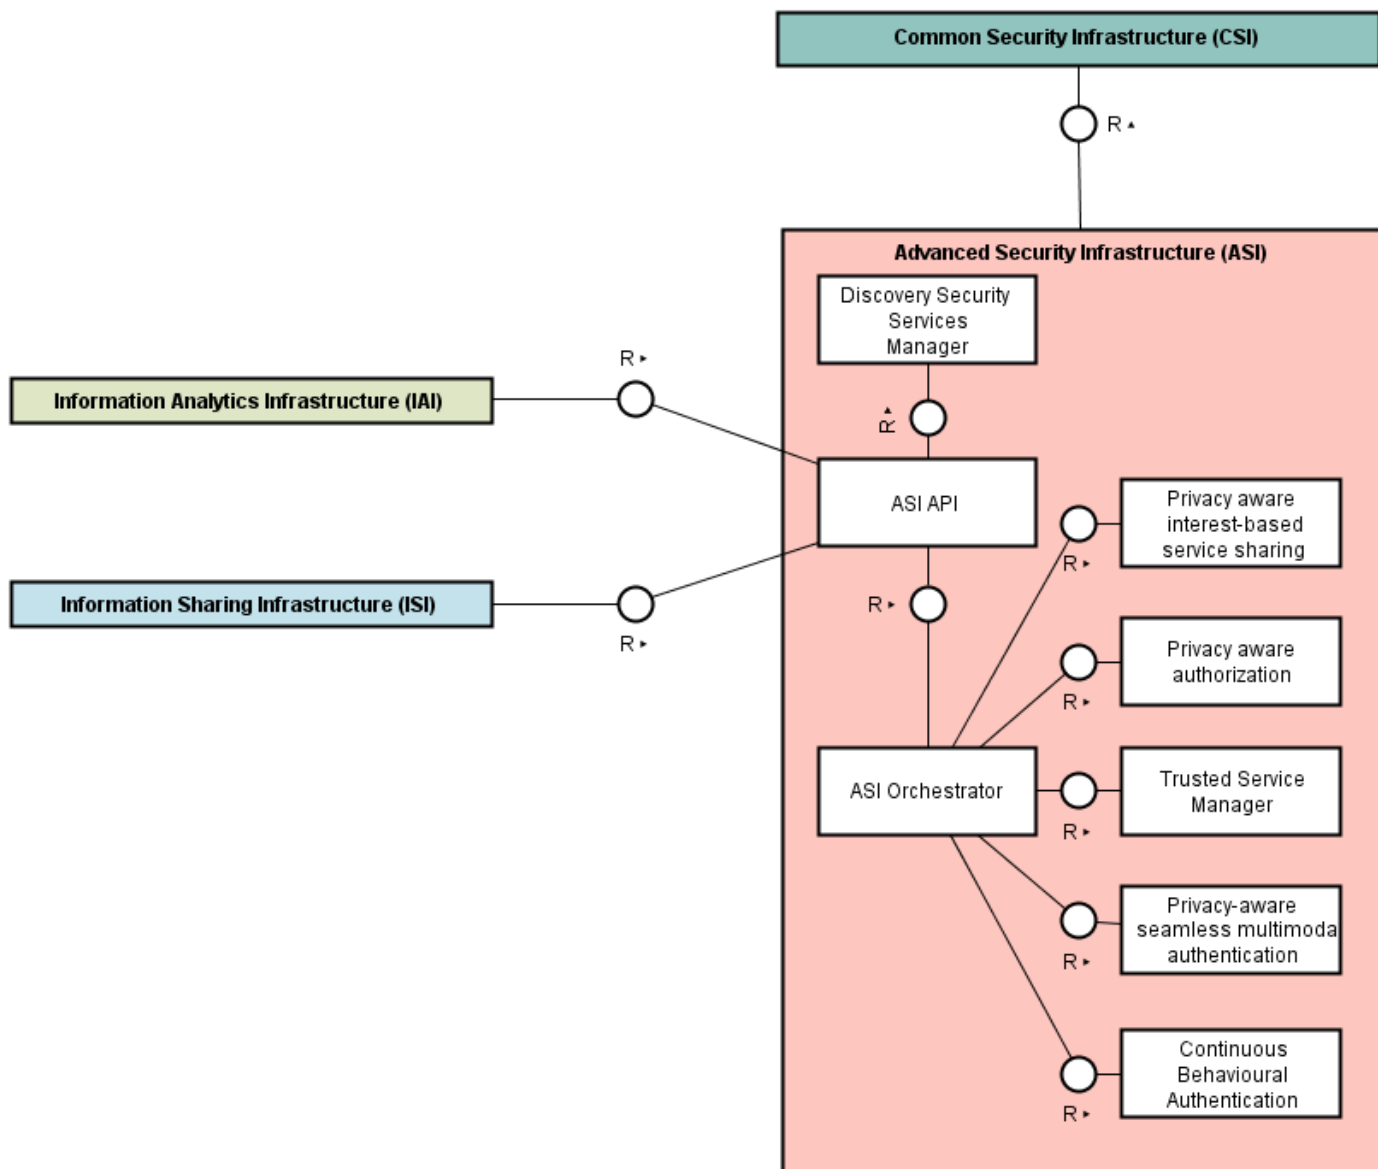 Common Security Infrastructure (CSI)
R
Advanced Security Infrastructure (ASI)
Discovery Security
Services
Manager
R
Information Analytics Infrastructure (IAI)
R
ASI API
Privacy aware
interest-based
service sharing
R
Information Sharing Infrastructure (ISI)
R
R
Privacy aware
authorization
R
ASI Orchestrator
Trusted Service
Manager
R
Privacy-aware
seamless multimoda
authentication
R
Continuous
Behavioural
Authentication
R